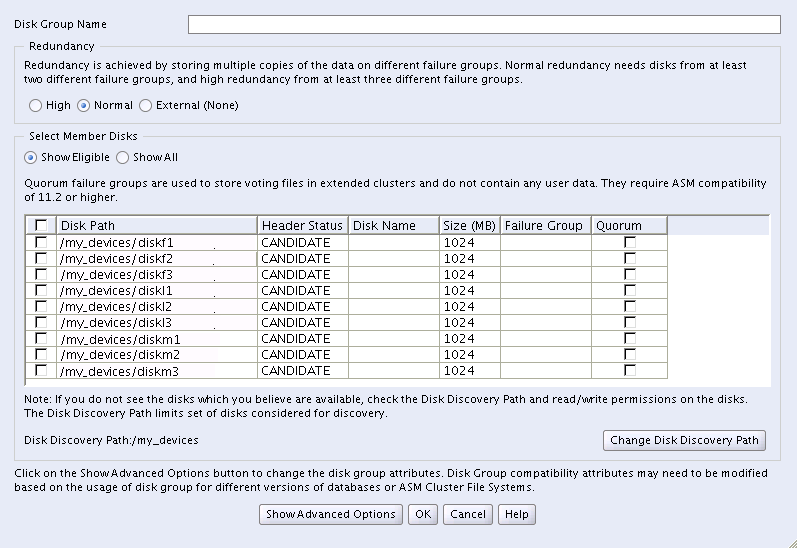 Disk Group Name
Redundancy
Redundancy is achieved by storing multiple copies of the data on different failure groups. Normal redundancy needs disks from at least
two different failure groups, and high redundancy from at least three different failure groups.
High Normal External (None)
Select Member Disks
Show Eligible Show All
Quorum failure groups are used to store voting files in extended clusters and do not contain any user data. They require ASM compatibility
of 11.2 or higher.
Disk Path Header Status Disk Name Size (MB) Failure Group Quorum
/my_devices/diskf1 CANDIDATE 1024
/my_devices/diskf2 CANDIDATE 1024
/my_devices/diskf3 CANDIDATE 1024
/my_devices/diskl1 CANDIDATE 1024
/my_devices/diskl2 CANDIDATE 1024
/my_devices/diskl3 CANDIDATE 1024
/my_devices/diskm1 CANDIDATE 1024
/my_devices/diskm2 CANDIDATE 1024
/my_devices/diskm3 CANDIDATE 1024
Note: If you do not see the disks which you believe are available, check the Disk Discovery Path and read/write permissions on the disks.
The Disk Discovery Path limits set of disks considered for discovery.
Disk Discovery Path:/my_devices Change Disk Discovery Path
Click on the Show Advanced Options button to change the disk group attributes. Disk Group compatibility attributes may need to be modified
based on the usage of disk group for different versions of databases or ASM Cluster File Systems.
Show Advanced Options OK Cancel Help